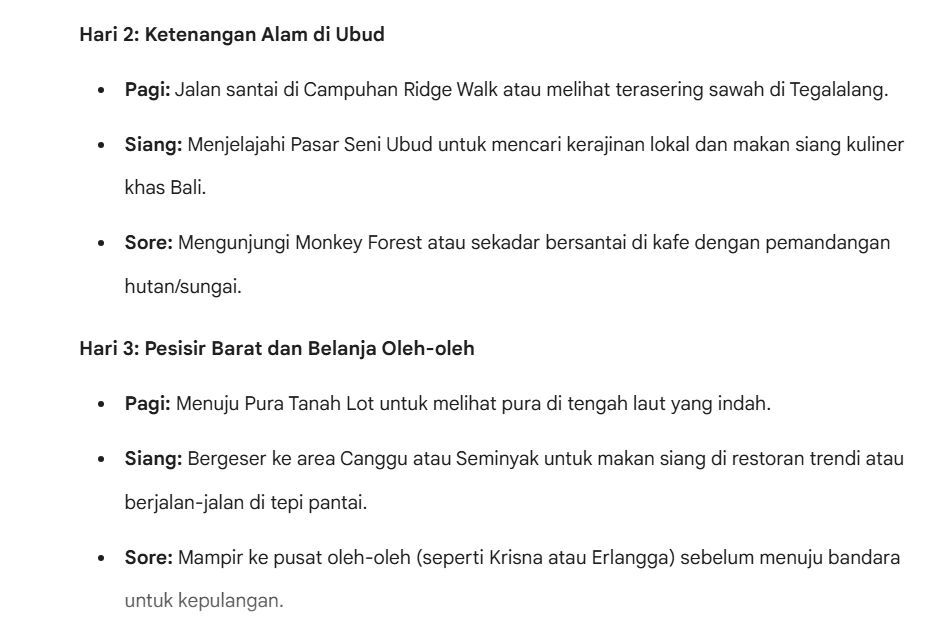 Hari 2: Ketenangan Alam di Ubud
Pagi: Jalan santai di Campuhan Ridge Walk atau melihat terasering sawah di Tegalalang.
Siang: Menjelajahi Pasar Seni Ubud untuk mencari kerajinan lokal dan makan siang kuliner
khas Bali.
Sore: Mengunjungi Monkey Forest atau sekadar bersantai di kafe dengan pemandangan
hutan/sungai.
Hari 3: Pesisir Barat dan Belanja Oleh-oleh
Pagi: Menuju Pura Tanah Lot untuk melihat pura di tengah laut yang indah.
Siang: Bergeser ke area Canggu atau Seminyak untuk makan siang di restoran trendi atau
berjalan-jalan di tepi pantai.
Sore: Mampir ke pusat oleh-oleh (seperti Krisna atau Erlangga) sebelum menuju bandara
untuk kepulangan.